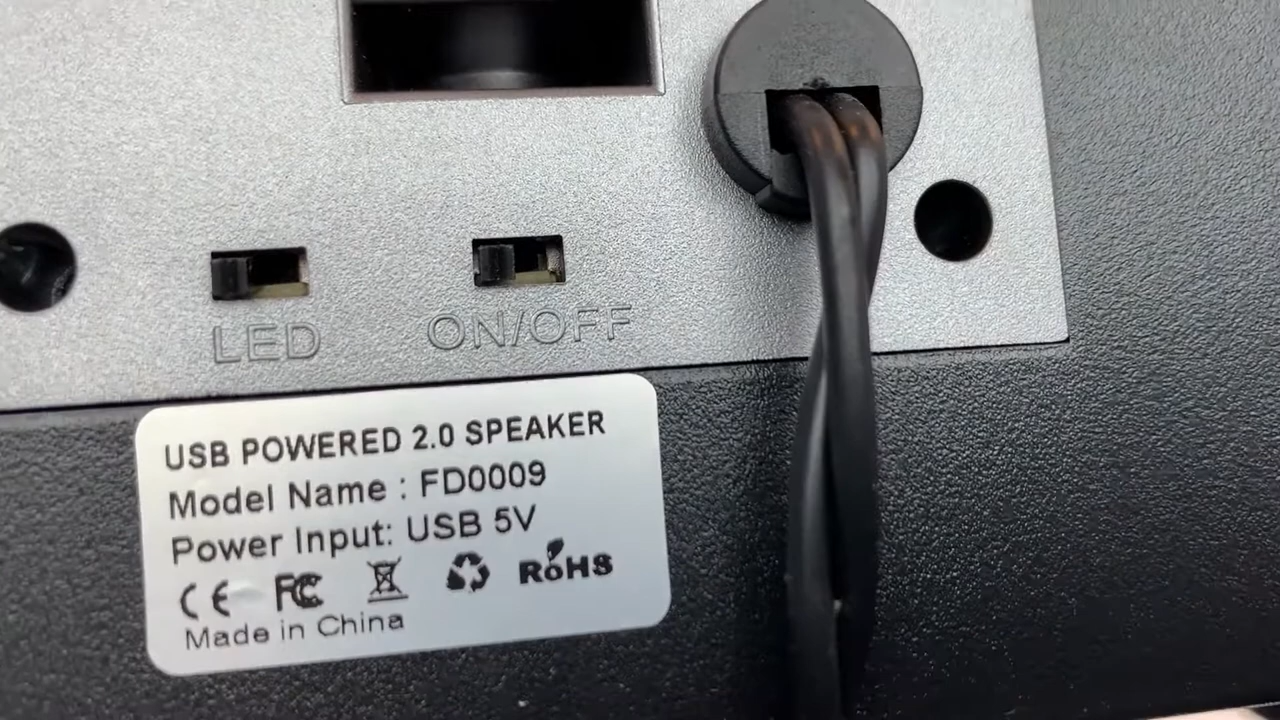 LED
ON/OFF
USB POWERED 2.0 SPEAKER
Model Name : FD0009
Power Input: USB 5V
CE FC RoHS
Made in China